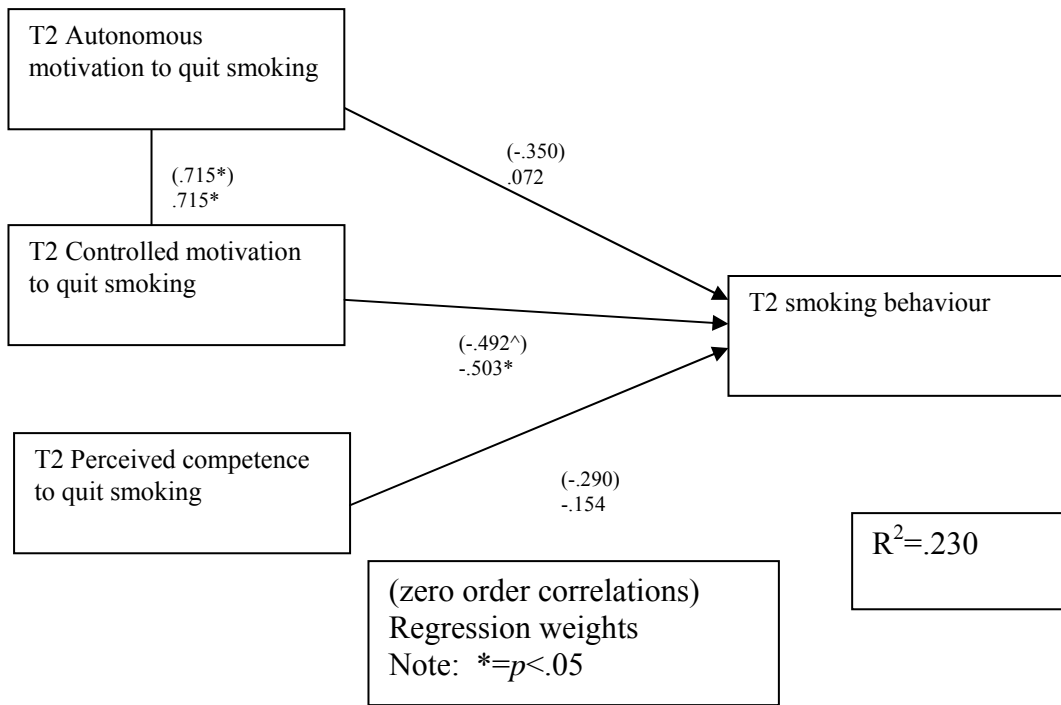 T2 Autonomous
motivation to quit smoking
(-.350)
.072
(.715*)
.715*
T2 Controlled motivation
to quit smoking
T2 smoking behaviour
(-.492^)
-.503*
T2 Perceived competence
to quit smoking
(-.290)
-.154
R²=.230
(zero order correlations)
Regression weights
Note:  *=p<.05